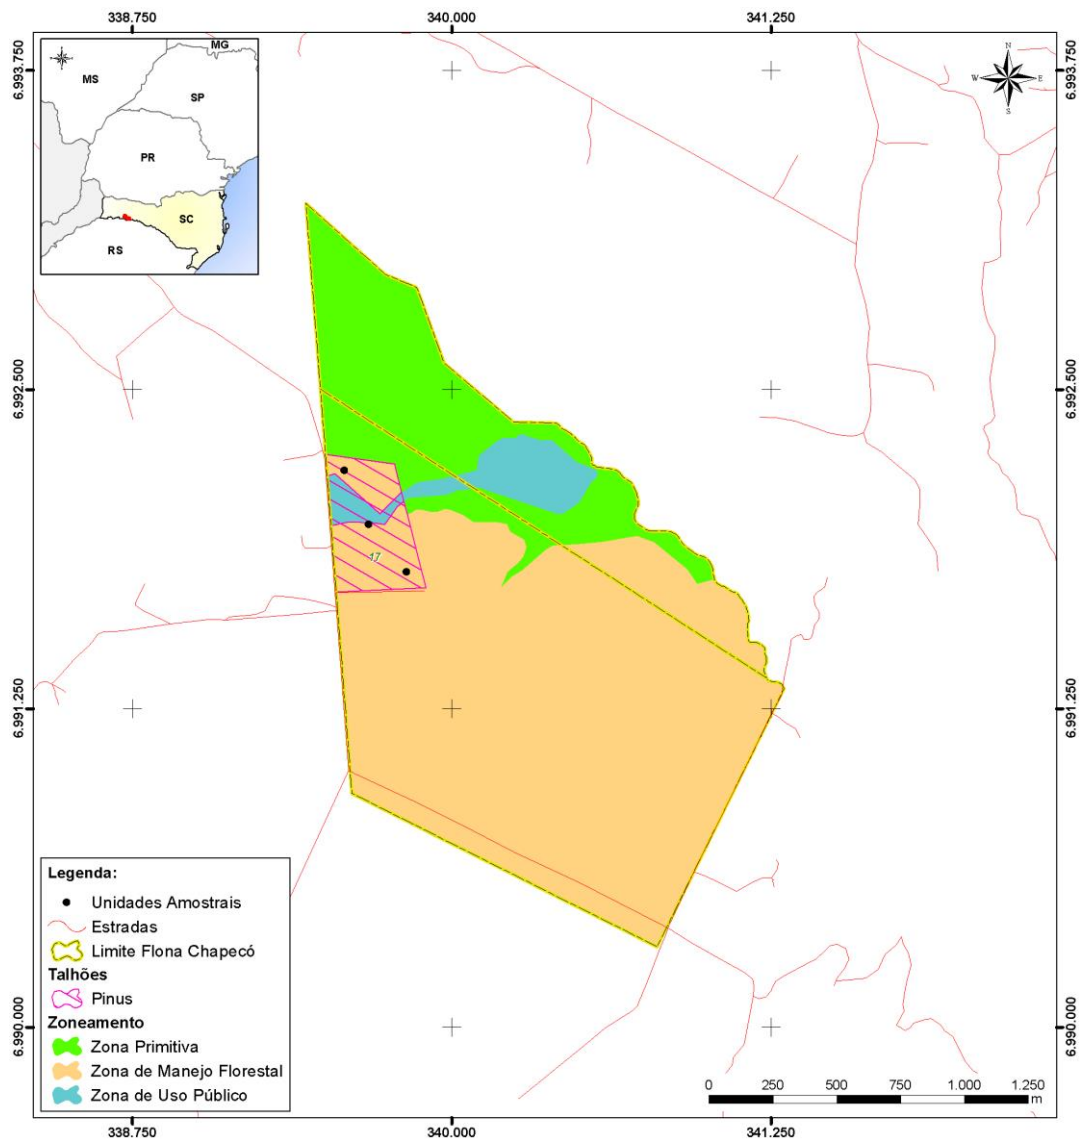 338.750 340.000 341.250
6.993.750 6.993.750
MG
MS
SP
PR
SC
RS
N
W E
S
6.992.500 6.992.500
17
6.991.250 6.991.250
Legenda:
Unidades Amostrais
Estradas
Limite Flona Chapecó
Talhões
Pinus
Zoneamento
Zona Primitiva
Zona de Manejo Florestal
Zona de Uso Público
6.990.000 6.990.000
0 250 500 750 1.000 1.250
m
338.750 340.000 341.250